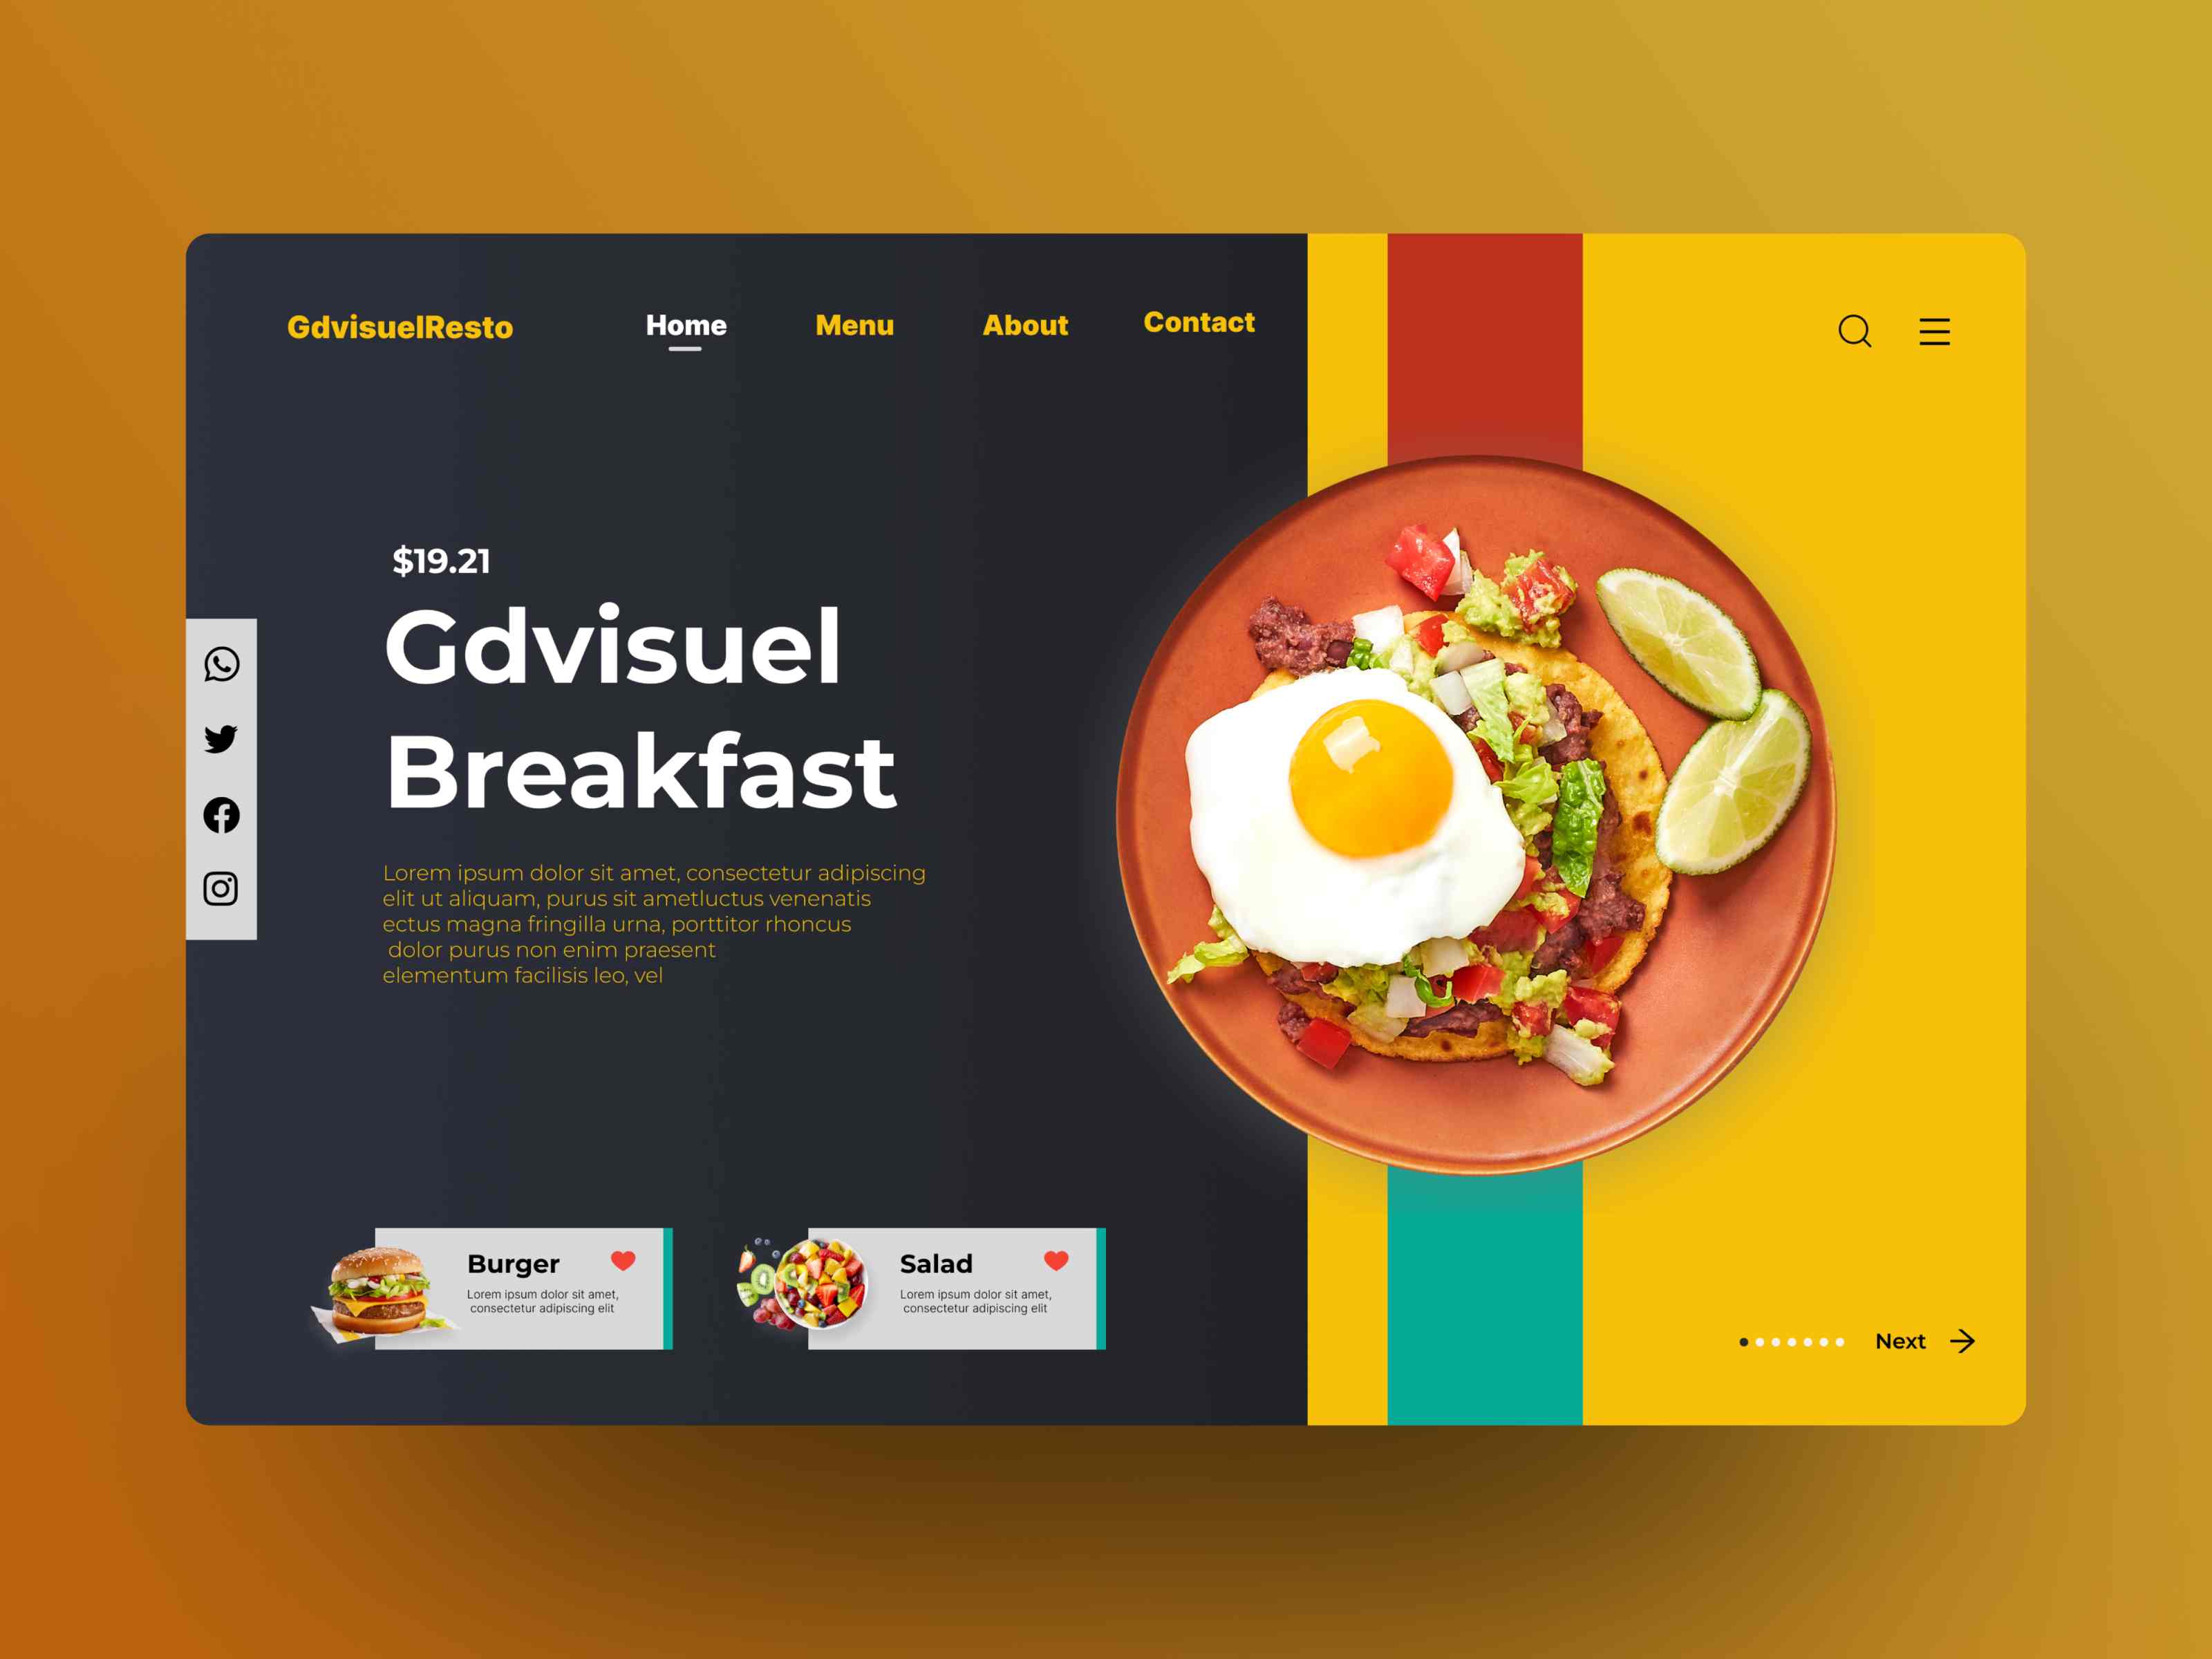 GdvisuelResto
Home
Menu
About
Contact
$19.21
Gdvisuel
Breakfast
Lorem ipsum dolor sit amet, consectetur adipiscing
elit ut aliquam, purus sit ametluctus venenatis
ectus magna fringilla urna, porttitor rhoncus
dolor purus non enim praesent
elementum facilisis leo, vel
Burger
Lorem ipsum dolor sit amet,
consectetur adipiscing elit
Salad
Lorem ipsum dolor sit amet,
consectetur adipiscing elit
Next